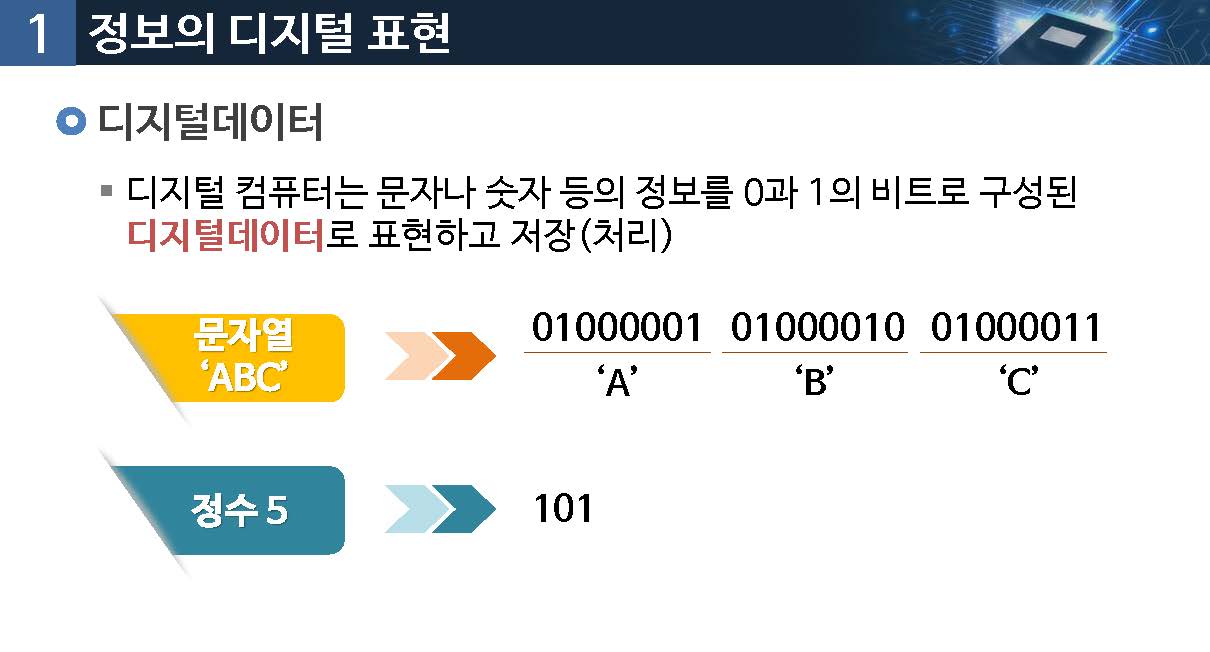 1 정보의 디지털 표현
디지털데이터
디지털 컴퓨터는 문자나 숫자 등의 정보를 0과 1의 비트로 구성된
디지털데이터로 표현하고 저장(처리)
문자열
‘ABC’
01000001 01000010 01000011
‘A’ ‘B’ ‘C’
정수 5
101